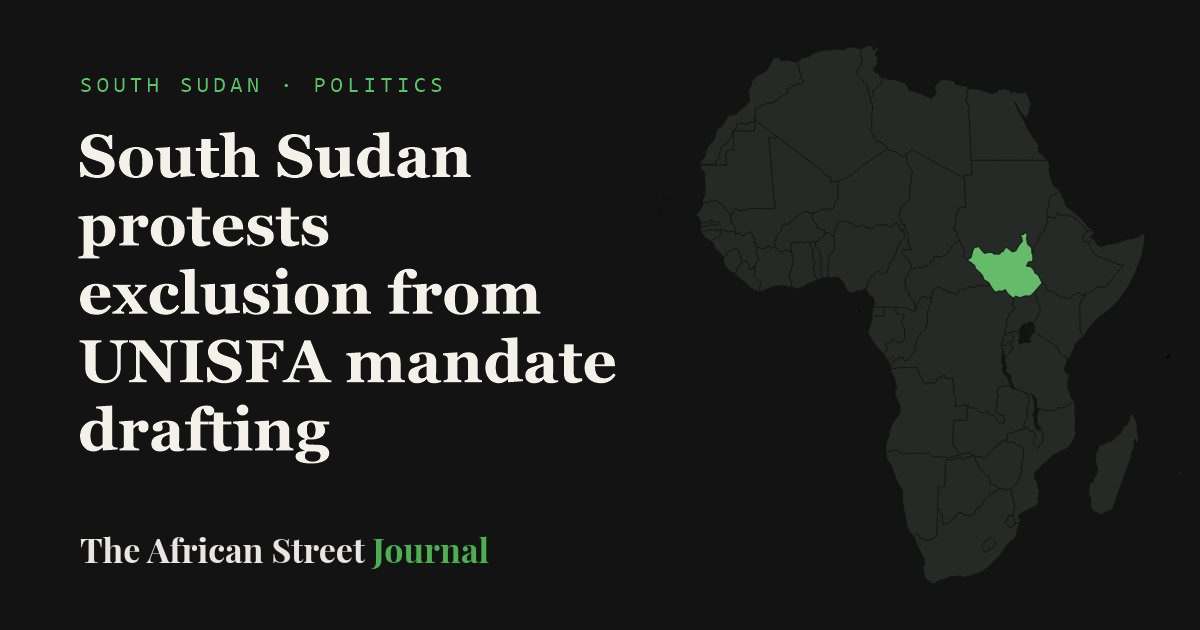 SOUTH SUDAN · POLITICS
South Sudan
protests
exclusion from
UNISFA mandate
drafting
The African Street Journal